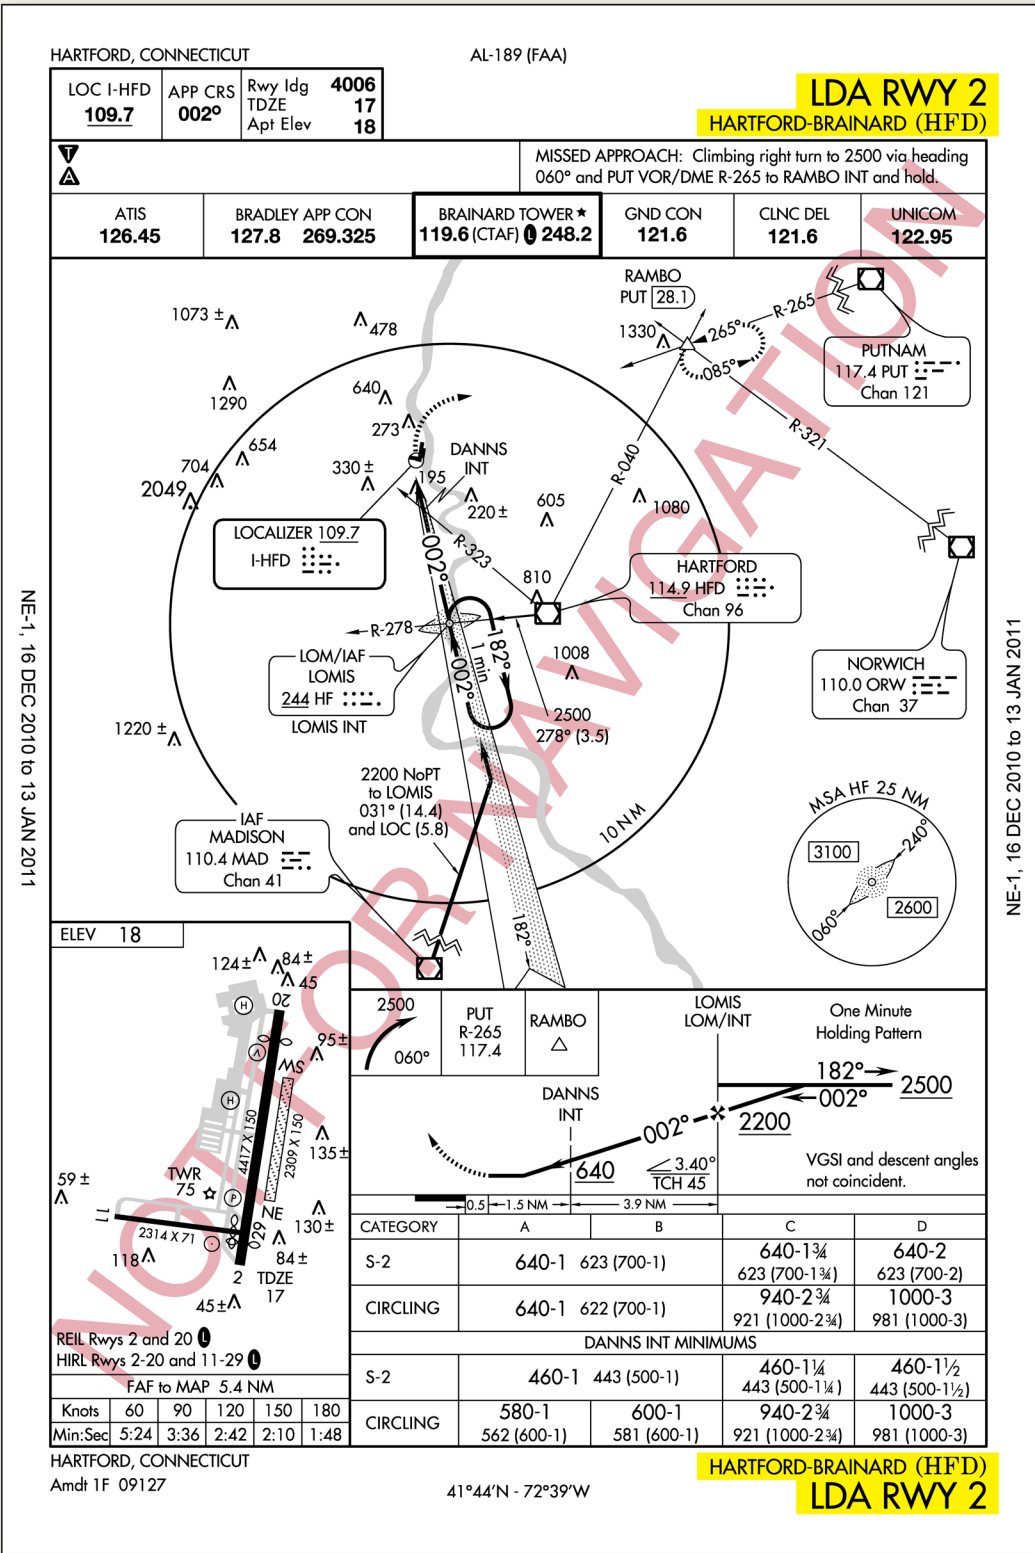 HARTFORD, CONNECTICUT
AL-189 (FAA)
LOC I-HFD
109.7
APP CRS
002°
Rwy ldg 4006
TDZE 17
Apt Elev 18
LDA RWY 2
HARTFORD-BRAINARD (HFD)
T
A
MISSED APPROACH: Climbing right turn to 2500 via heading
060° and PUT VOR/DME R-265 to RAMBO INT and hold.
ATIS
126.45
BRADLEY APP CON
127.8 269.325
BRAINARD TOWER★
119.6 (CTAF) L 248.2
GND CON
121.6
CLNC DEL
121.6
UNICOM
122.95
NOT FOR NAVIGATION
RAMBO
PUT 28.1
R-265
1330
265°
085°
PUTNAM
117.4 PUT
Chan 121
1073 ±
478
1290
640
273
654
704
2049
330 ±
195
DANNS
INT
220 ±
605
1080
R-040
R-321
LOCALIZER 109.7
I-HFD
002°
R-323
810
HARTFORD
114.9 HFD
Chan 96
R-278
LOM/IAF
LOMIS
244 HF
LOMIS INT
182°
1 min
002°
1008
2500
278° (3.5)
NORWICH
110.0 ORW
Chan 37
1220 ±
2200 NoPT
to LOMIS
031° (14.4)
and LOC (5.8)
IAF
MADISON
110.4 MAD
Chan 41
10 NM
182°
MSA HF 25 NM
3100
240°
2600
060°
NE-1, 16 DEC 2010 to 13 JAN 2011
NE-1, 16 DEC 2010 to 13 JAN 2011
ELEV 18
124±
84±
45
20
H
V
95±
SW
H
4417 X 150
2309 X 150
135±
TWR
75
P
59 ±
11
2314 X 71
29
NE
130±
118
84±
2
TDZE
17
45±
REIL Rwys 2 and 20 L
HIRL Rwys 2-20 and 11-29 L
FAF to MAP 5.4 NM
Knots 60 90 120 150 180
Min:Sec 5:24 3:36 2:42 2:10 1:48
2500
060°
PUT
R-265
117.4
RAMBO
LOMIS
LOM/INT
One Minute
Holding Pattern
182°
2500
002°
DANNS
INT
002°
2200
640
3.40°
TCH 45
VGSI and descent angles
not coincident.
0.5 1.5 NM 3.9 NM
CATEGORY A B C D
S-2 640-1 623 (700-1) 640-1¾ 623 (700-1¾) 640-2 623 (700-2)
CIRCLING 640-1 622 (700-1) 940-2¾ 921 (1000-2¾) 1000-3 981 (1000-3)
DANNS INT MINIMUMS
S-2 460-1 443 (500-1) 460-1¼ 443 (500-1¼) 460-1½ 443 (500-1½)
CIRCLING 580-1 562 (600-1) 600-1 581 (600-1) 940-2¾ 921 (1000-2¾) 1000-3 981 (1000-3)
HARTFORD, CONNECTICUT
Amdt 1F 09127
41°44'N - 72°39'W
HARTFORD-BRAINARD (HFD)
LDA RWY 2